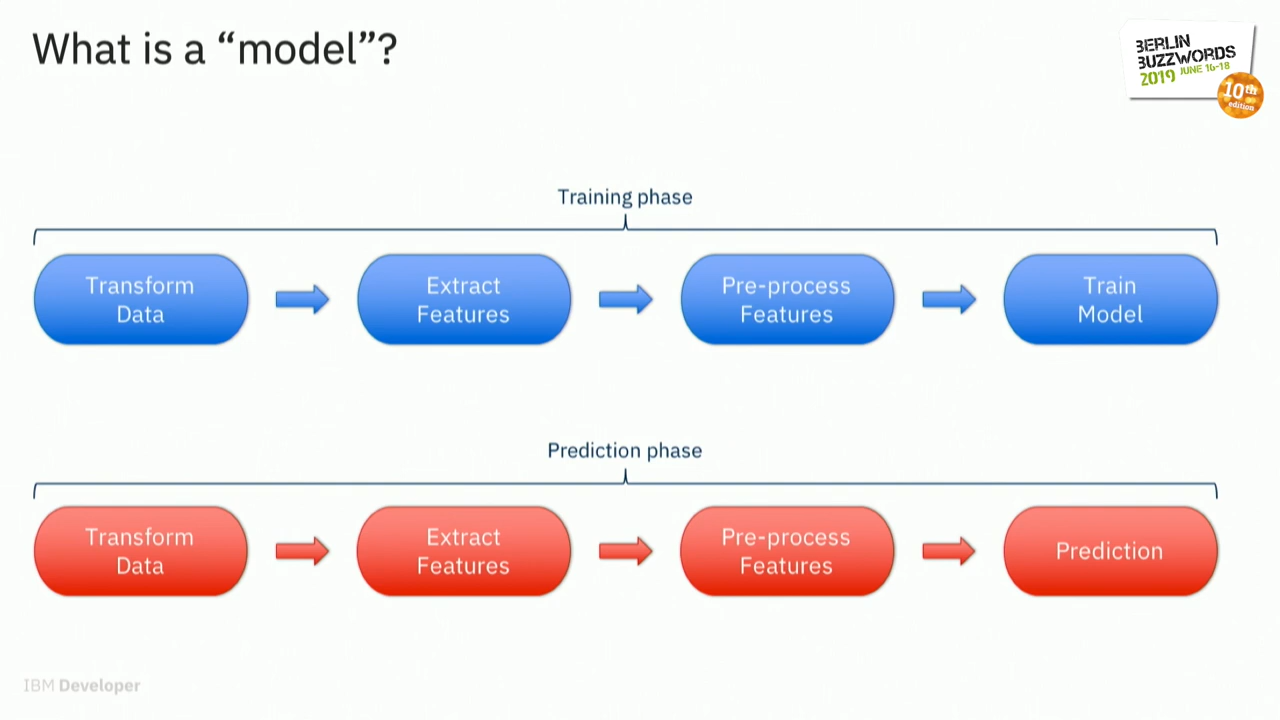 What is a “model”?
BERLIN
BUZZWORDS
2019 JUNE 16-18
10th
edition
Training phase
Transform
Data
Extract
Features
Pre-process
Features
Train
Model
Prediction phase
Transform
Data
Extract
Features
Pre-process
Features
Prediction
IBM Developer